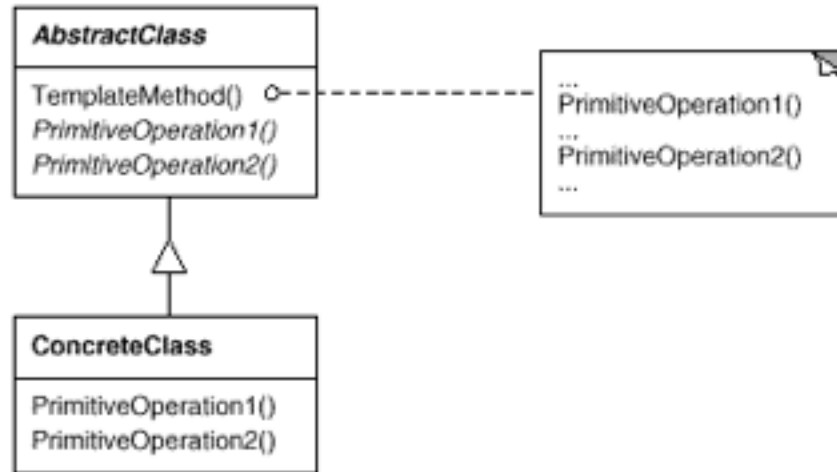 AbstractClass
TemplateMethod()
PrimitiveOperation1()
PrimitiveOperation2()
...
PrimitiveOperation1()
...
PrimitiveOperation2()
...
ConcreteClass
PrimitiveOperation1()
PrimitiveOperation2()